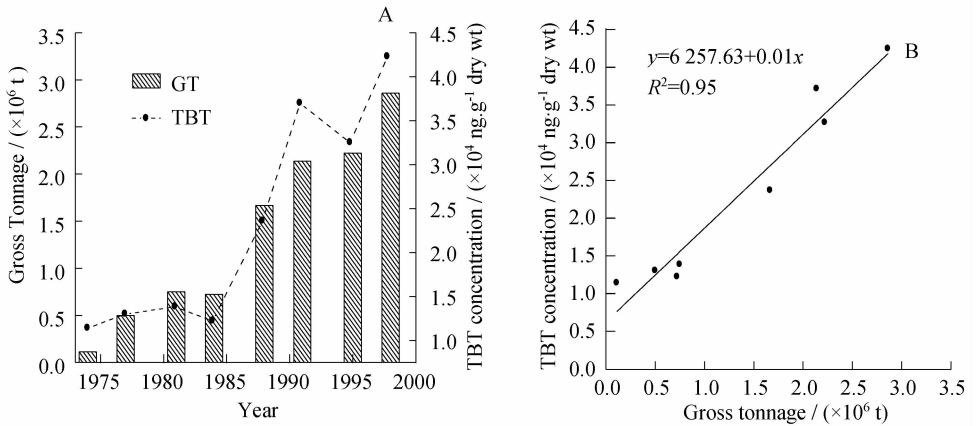 A
Gross Tonnage / (×10⁶ t)
3.5
3.0
2.5
2.0
1.5
1.0
0.5
0.0
GT
TBT
4.5
4.0
3.5
3.0
2.5
2.0
1.5
1.0
TBT concentration / (×10⁴ ng·g⁻¹ dry wt)
1975 1980 1985 1990 1995 2000
Year
TBT concentration / (×10⁴ ng·g⁻¹ dry wt)
4.5
4.0
3.5
3.0
2.5
2.0
1.5
1.0
0.5
0.0
y=6 257.63+0.01x
R²=0.95
B
0.0 0.5 1.0 1.5 2.0 2.5 3.0 3.5
Gross tonnage / (×10⁶ t)